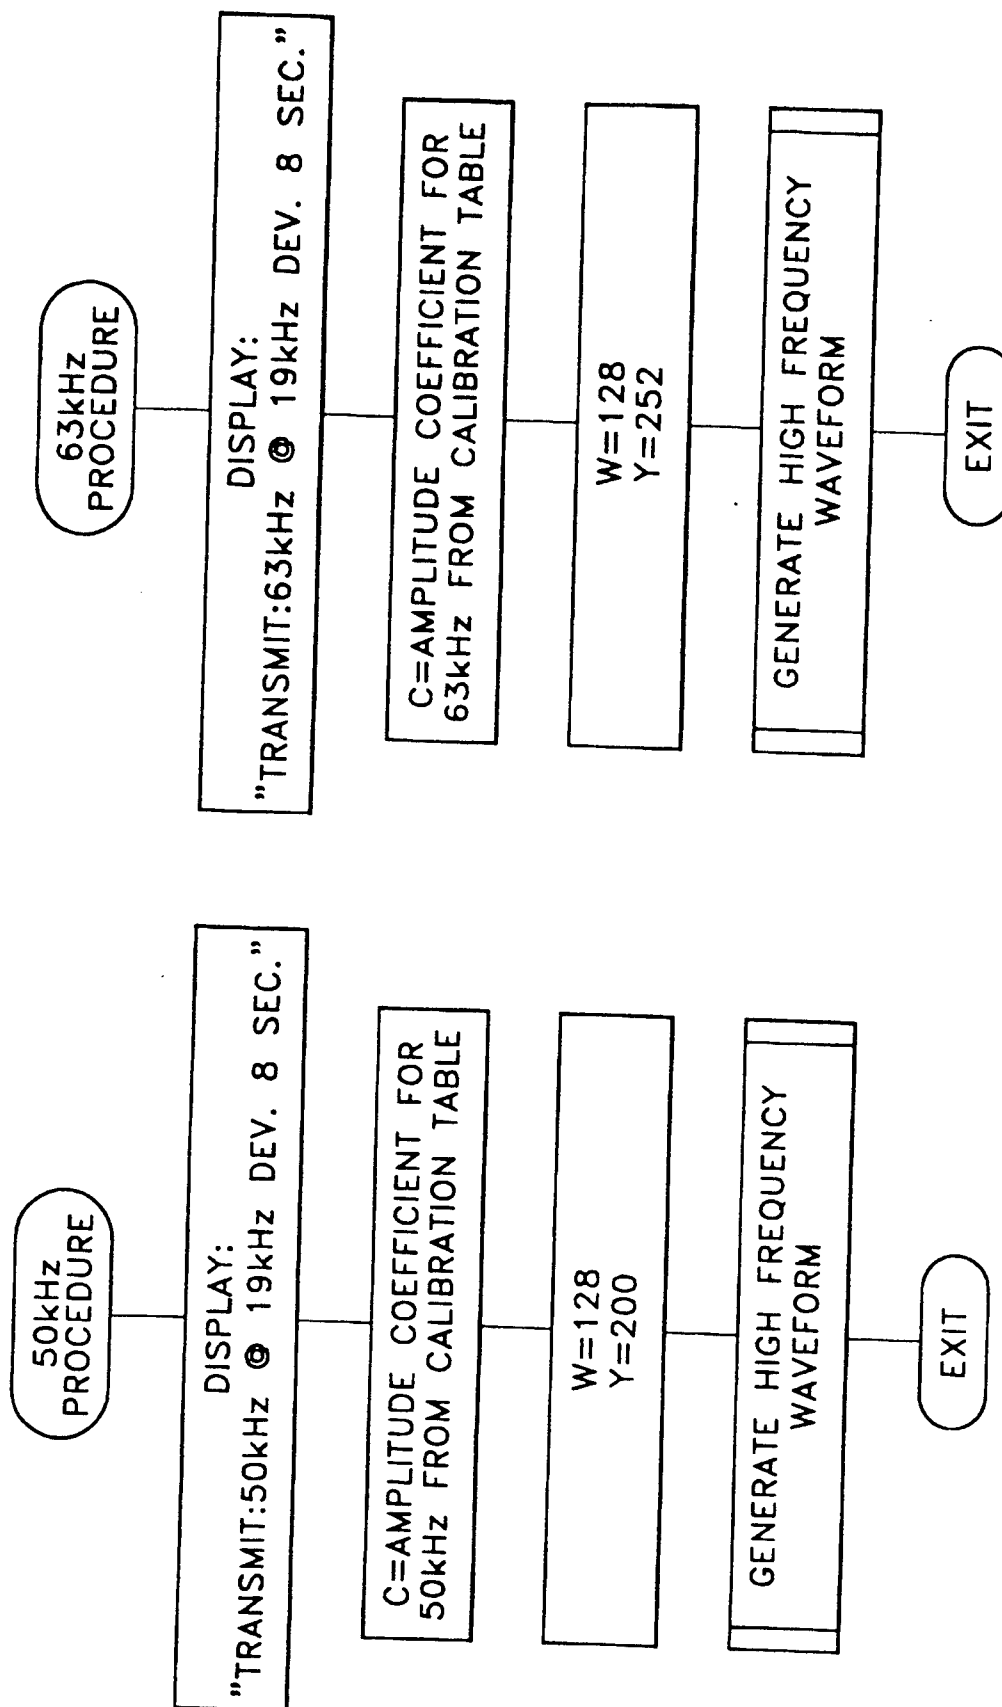 50kHz
PROCEDURE
DISPLAY:
"TRANSMIT:50kHz @ 19kHz DEV. 8 SEC."
C=AMPLITUDE COEFFICIENT FOR
50kHz FROM CALIBRATION TABLE
W=128
Y=200
GENERATE HIGH FREQUENCY
WAVEFORM
EXIT
63kHz
PROCEDURE
DISPLAY:
"TRANSMIT:63kHz @ 19kHz DEV. 8 SEC."
C=AMPLITUDE COEFFICIENT FOR
63kHz FROM CALIBRATION TABLE
W=128
Y=252
GENERATE HIGH FREQUENCY
WAVEFORM
EXIT